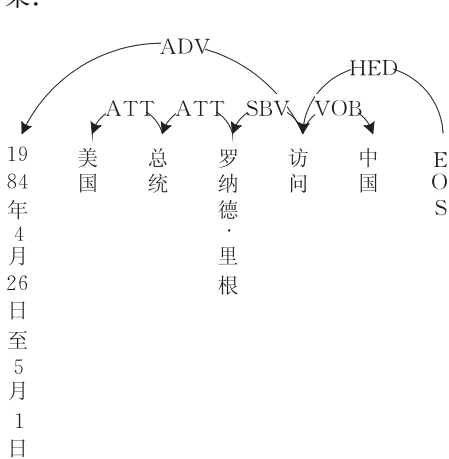 果：
ADV
HED
ATT ATT SBV VOB
1984年4月26日至5月1日
美国
总统
罗纳德·里根
访问
中国
EOS